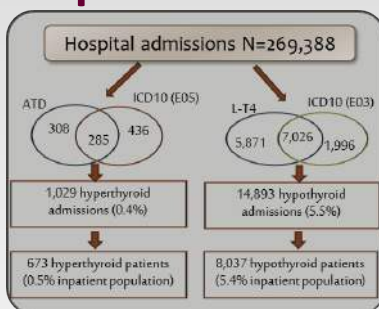 Hospital admissions N=269,388
ATD
ICD10 (E05)
308
285
436
L-T4
ICD10 (E03)
5,871
7,026
1,996
1,029 hyperthyroid
admissions (0.4%)
14,893 hypothyroid
admissions (5.5%)
673 hyperthyroid patients
(0.5% inpatient population)
8,037 hypothyroid patients
(5.4% inpatient population)